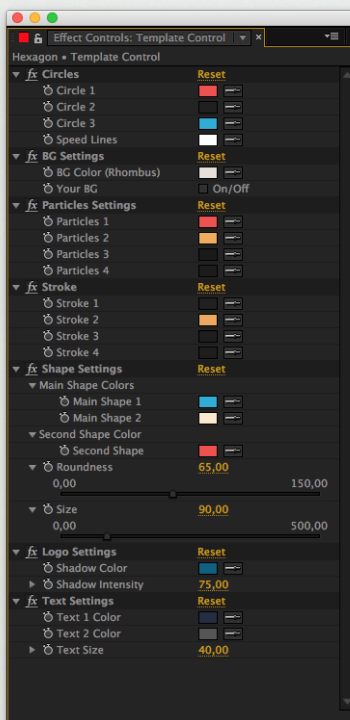 Effect Controls: Template Control
Hexagon • Template Control
fx Circles Reset
Circle 1
Circle 2
Circle 3
Speed Lines
fx BG Settings Reset
BG Color (Rhombus)
Your BG On/Off
fx Particles Settings Reset
Particles 1
Particles 2
Particles 3
Particles 4
fx Stroke Reset
Stroke 1
Stroke 2
Stroke 3
Stroke 4
fx Shape Settings Reset
Main Shape Colors
Main Shape 1
Main Shape 2
Second Shape Color
Second Shape
Roundness 65,00
0,00 150,00
Size 90,00
0,00 500,00
fx Logo Settings Reset
Shadow Color
Shadow Intensity 75,00
fx Text Settings Reset
Text 1 Color
Text 2 Color
Text Size 40,00